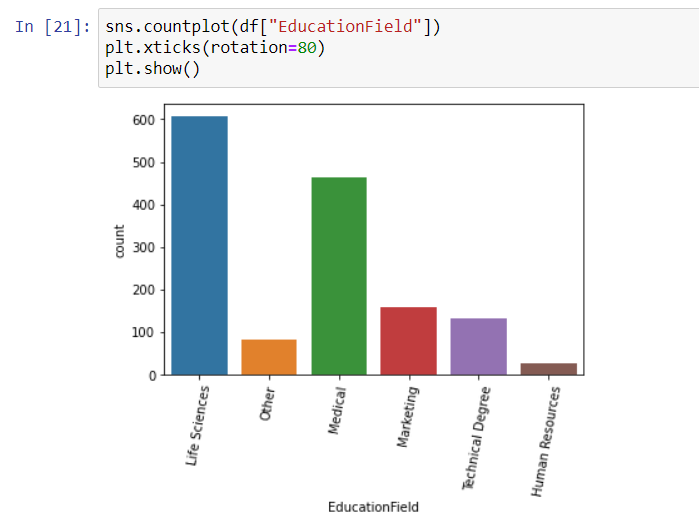 In [21]: sns.countplot(df["EducationField"])
plt.xticks(rotation=80)
plt.show()
600
500
400
300
200
100
0
count
Life Sciences
Other
Medical
Marketing
Technical Degree
Human Resources
EducationField